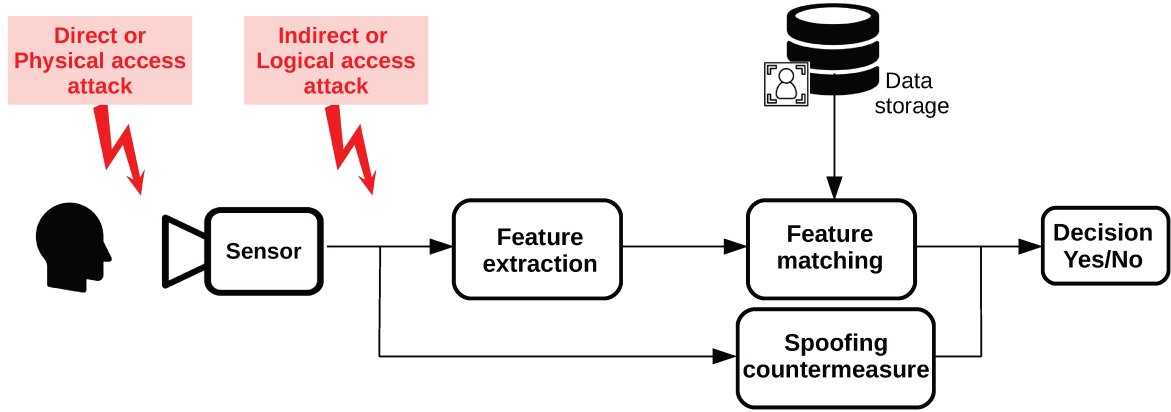 Direct or
Physical access
attack
Indirect or
Logical access
attack
Data
storage
Sensor
Feature
extraction
Feature
matching
Decision
Yes/No
Spoofing
countermeasure